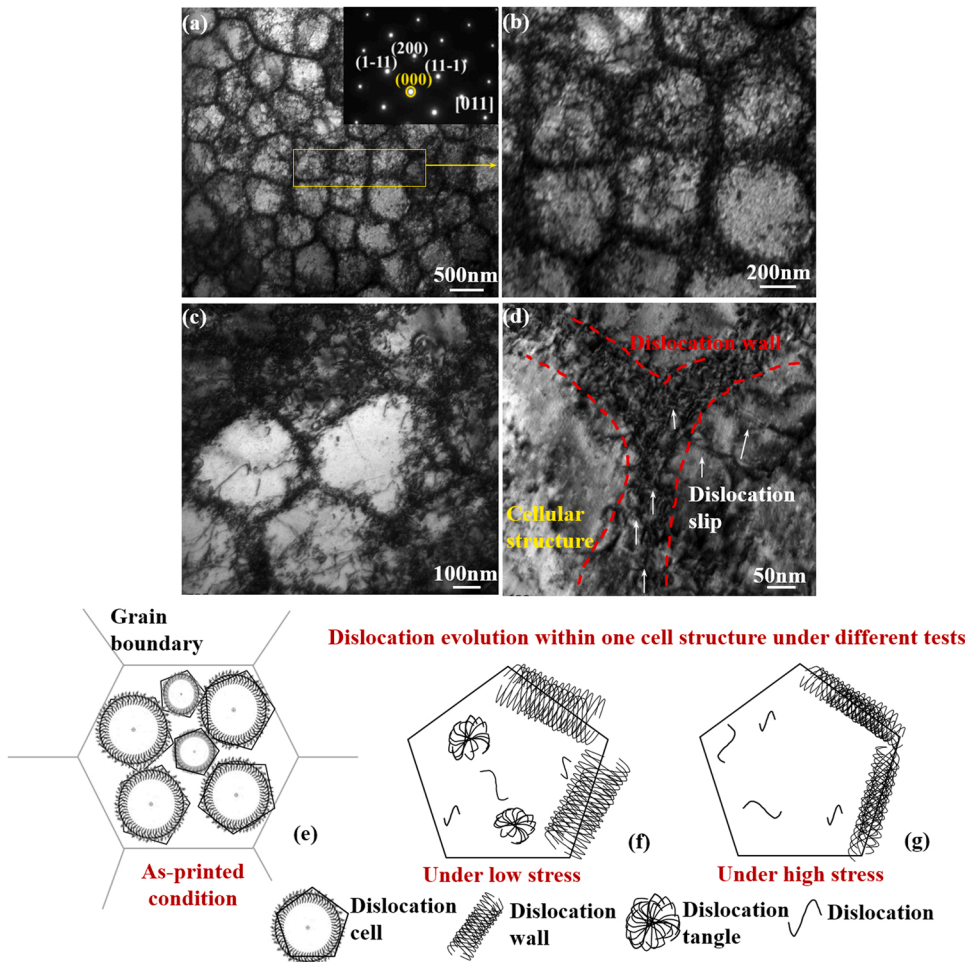 (a)
(200)
(1-11)
(11-1)
(000)
[011]
500nm
(b)
200nm
(c)
100nm
(d)
Dislocation wall
Dislocation
slip
Cellular
structure
50nm
Grain
boundary
(e)
As-printed
condition
Dislocation evolution within one cell structure under different tests
(f)
Under low stress
(g)
Under high stress
Dislocation
cell
Dislocation
wall
Dislocation
tangle
Dislocation